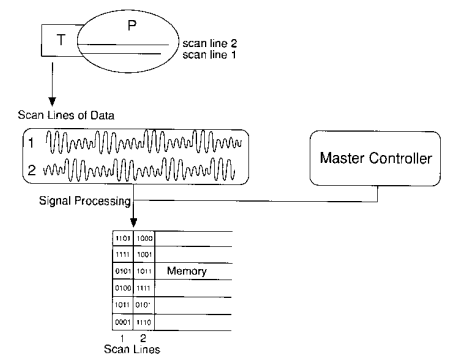 P
T
scan line 2
scan line 1
Scan Lines of Data
1
2
Master Controller
Signal Processing
1101 1000
1111 1001
0101 1011 Memory
0100 1111
1011 0101
0001 1110
1 2
Scan Lines